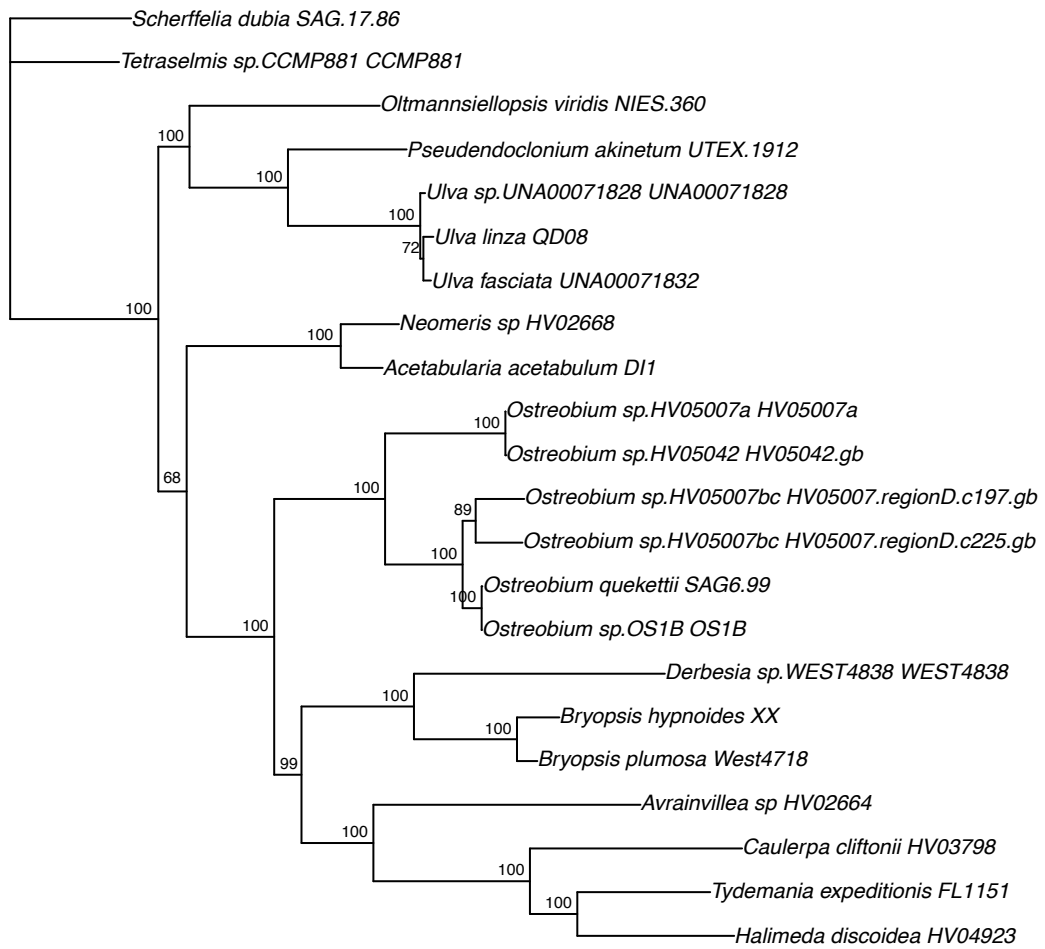 Scherffelia dubia SAG.17.86
Tetraselmis sp.CCMP881 CCMP881
Oltmannsiellopsis viridis NIES.360
100
Pseudendoclonium akinetum UTEX.1912
100
Ulva sp.UNA00071828 UNA00071828
100
Ulva linza QD08
72
Ulva fasciata UNA00071832
100
Neomeris sp HV02668
100
Acetabularia acetabulum DI1
Ostreobium sp.HV05007a HV05007a
100
Ostreobium sp.HV05042 HV05042.gb
68
100
Ostreobium sp.HV05007bc HV05007.regionD.c197.gb
89
Ostreobium sp.HV05007bc HV05007.regionD.c225.gb
100
Ostreobium quekettii SAG6.99
100
Ostreobium sp.OS1B OS1B
100
Derbesia sp.WEST4838 WEST4838
100
Bryopsis hypnoides XX
100
Bryopsis plumosa West4718
99
Avrainvillea sp HV02664
100
Caulerpa cliftonii HV03798
100
Tydemania expeditionis FL1151
100
Halimeda discoidea HV04923